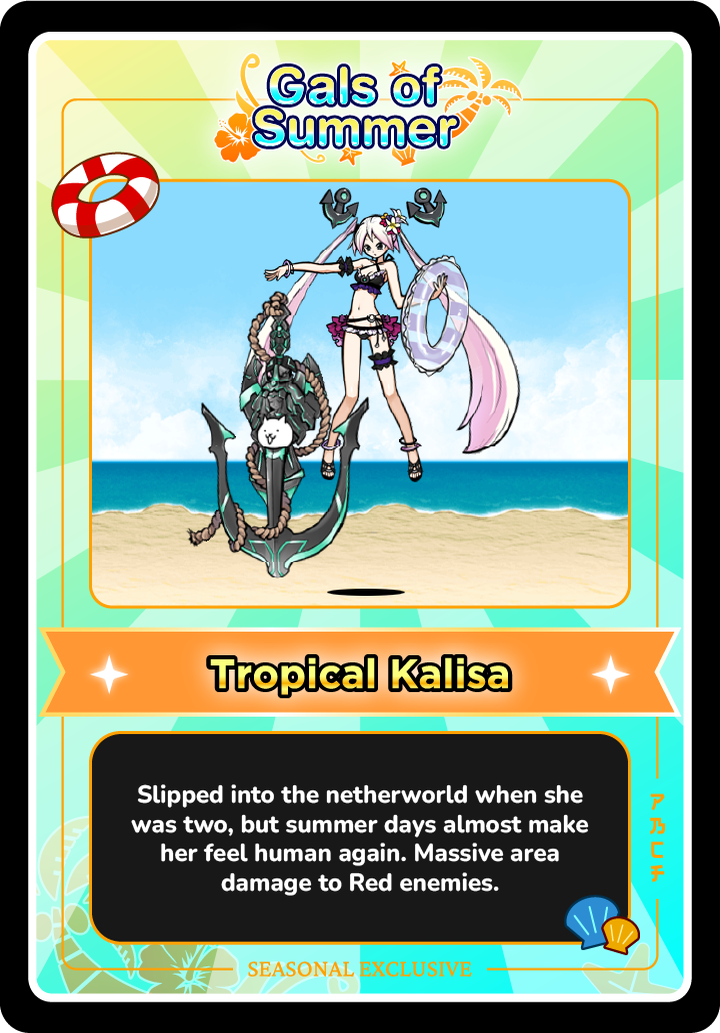 Gals of
Summer
Tropical Kalisa
Slipped into the netherworld when she
was two, but summer days almost make
her feel human again. Massive area
damage to Red enemies.
SEASONAL EXCLUSIVE